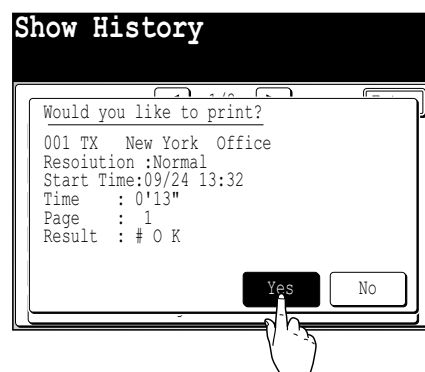 Show History
Would you like to print?
001 TX New York Office
Resoiution :Normal
Start Time:09/24 13:32
Time : 0'13"
Page : 1
Result : # O K
Yes No